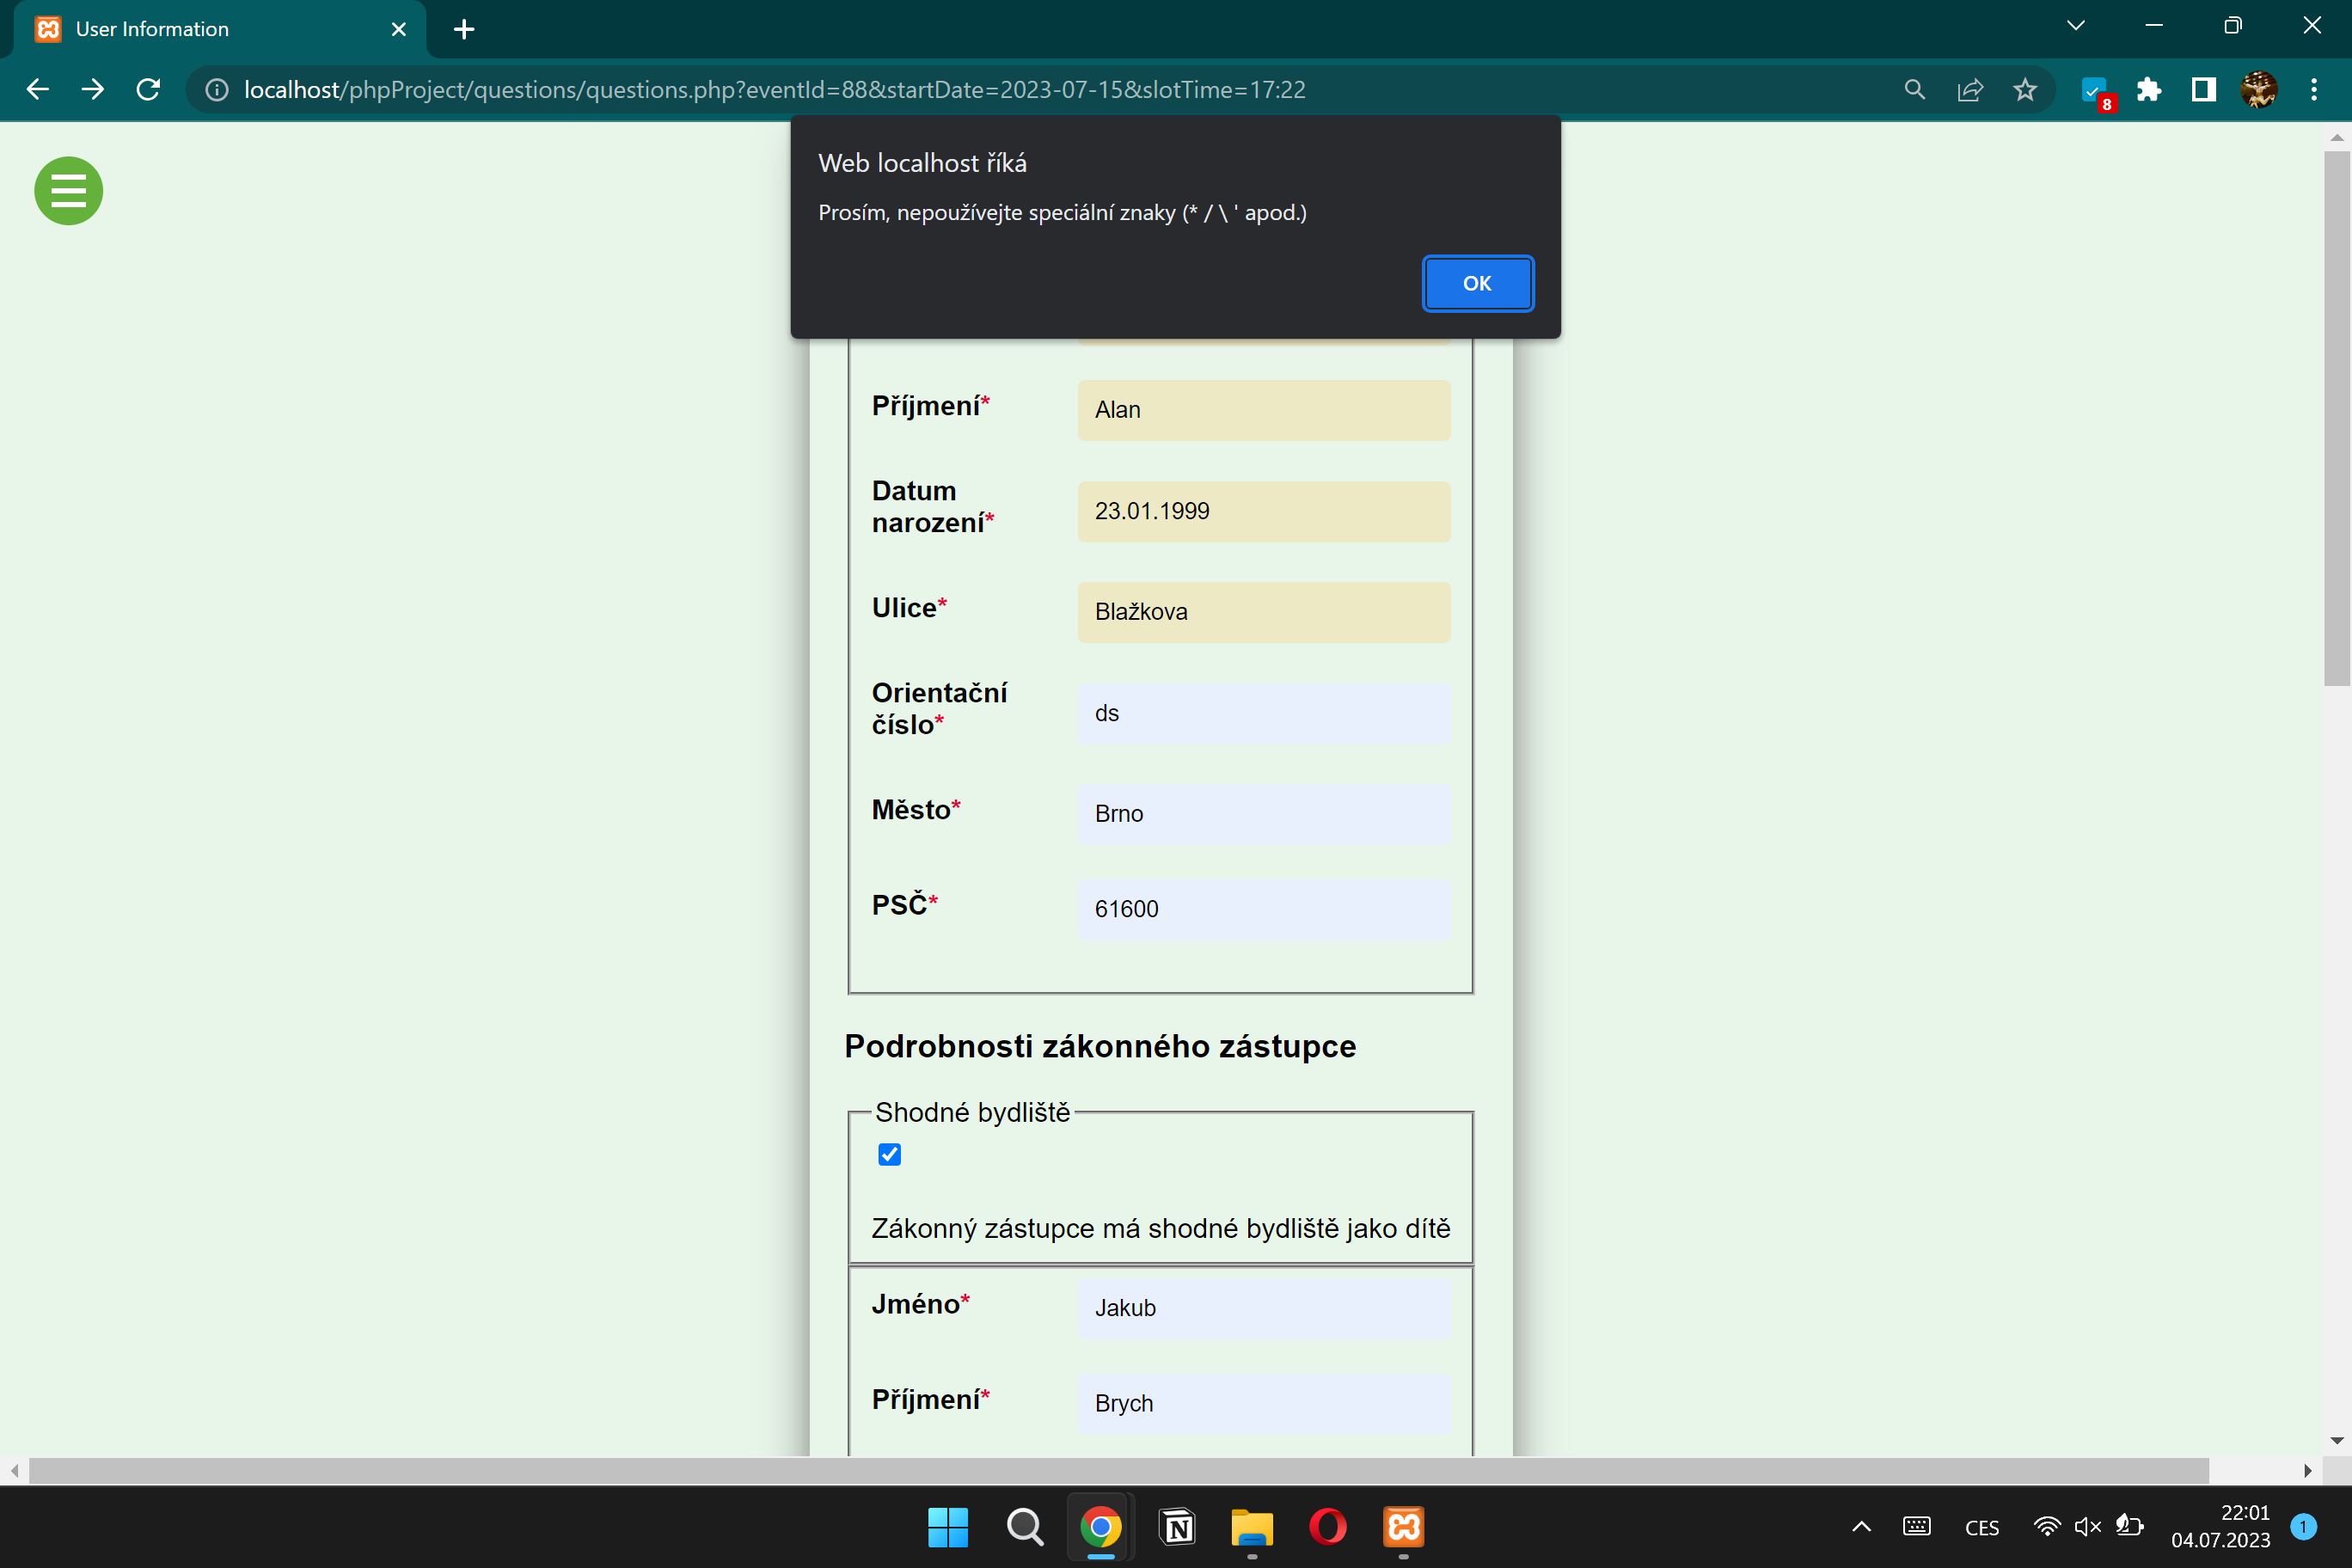 User Information
localhost/phpProject/questions/questions.php?eventId=88&startDate=2023-07-15&slotTime=17:22
8
Web localhost říká
Prosím, nepoužívejte speciální znaky (* / \ ' apod.)
OK
Příjmení*
Alan
Datum
narození*
23.01.1999
Ulice*
Blažkova
Orientační
číslo*
ds
Město*
Brno
PSČ*
61600
Podrobnosti zákonného zástupce
Shodné bydliště
Zákonný zástupce má shodné bydliště jako dítě
Jméno*
Jakub
Příjmení*
Brych
CES
22:01
04.07.2023
1